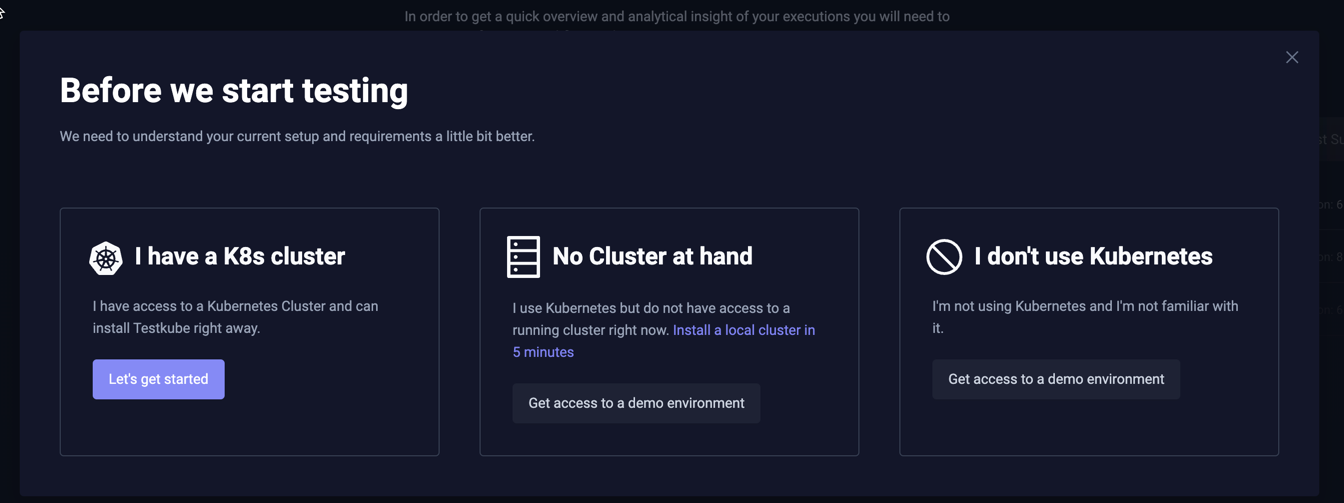 In order to get a quick overview and analytical insight of your executions you will need to
Before we start testing
We need to understand your current setup and requirements a little bit better.
I have a K8s cluster
I have access to a Kubernetes Cluster and can
install Testkube right away.
Let's get started
No Cluster at hand
I use Kubernetes but do not have access to a
running cluster right now. Install a local cluster in
5 minutes
Get access to a demo environment
I don't use Kubernetes
I'm not using Kubernetes and I'm not familiar with
it.
Get access to a demo environment